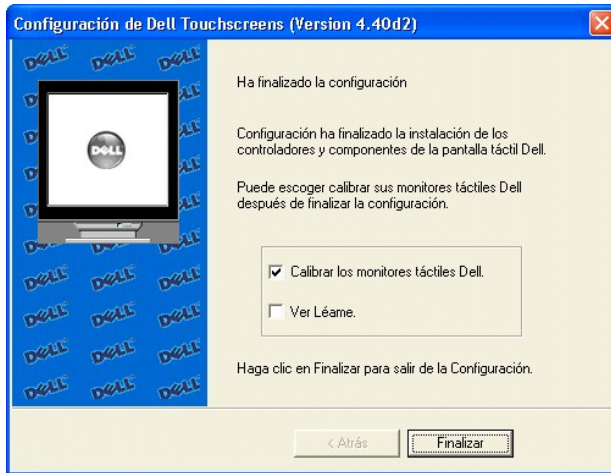 Configuración de Dell Touchscreens (Version 4.40d2)
DELL
Ha finalizado la configuración
Configuración ha finalizado la instalación de los
controladores y componentes de la pantalla táctil Dell.
Puede escoger calibrar sus monitores táctiles Dell
después de finalizar la configuración.
Calibrar los monitores táctiles Dell.
Ver Léame.
Haga clic en Finalizar para salir de la Configuración.
< Atrás
Finalizar